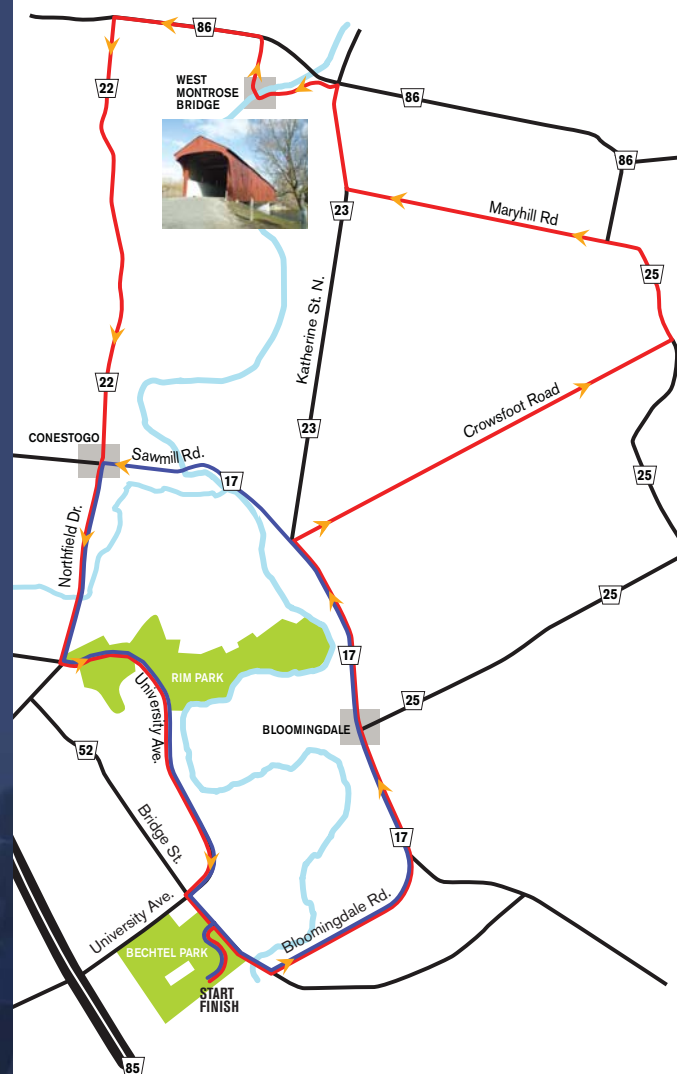 86
22
WEST
MONTROSE
BRIDGE
86
86
23
Maryhill Rd
25
Katherine St. N.
22
Crowsfoot Road
23
CONESTOGO
Sawmill Rd.
17
25
Northfield Dr.
25
17
RIM PARK
University
Ave.
25
BLOOMINGDALE
52
Bridge St.
17
University Ave.
Bloomingdale Rd.
BECHTEL PARK
START
FINISH
85